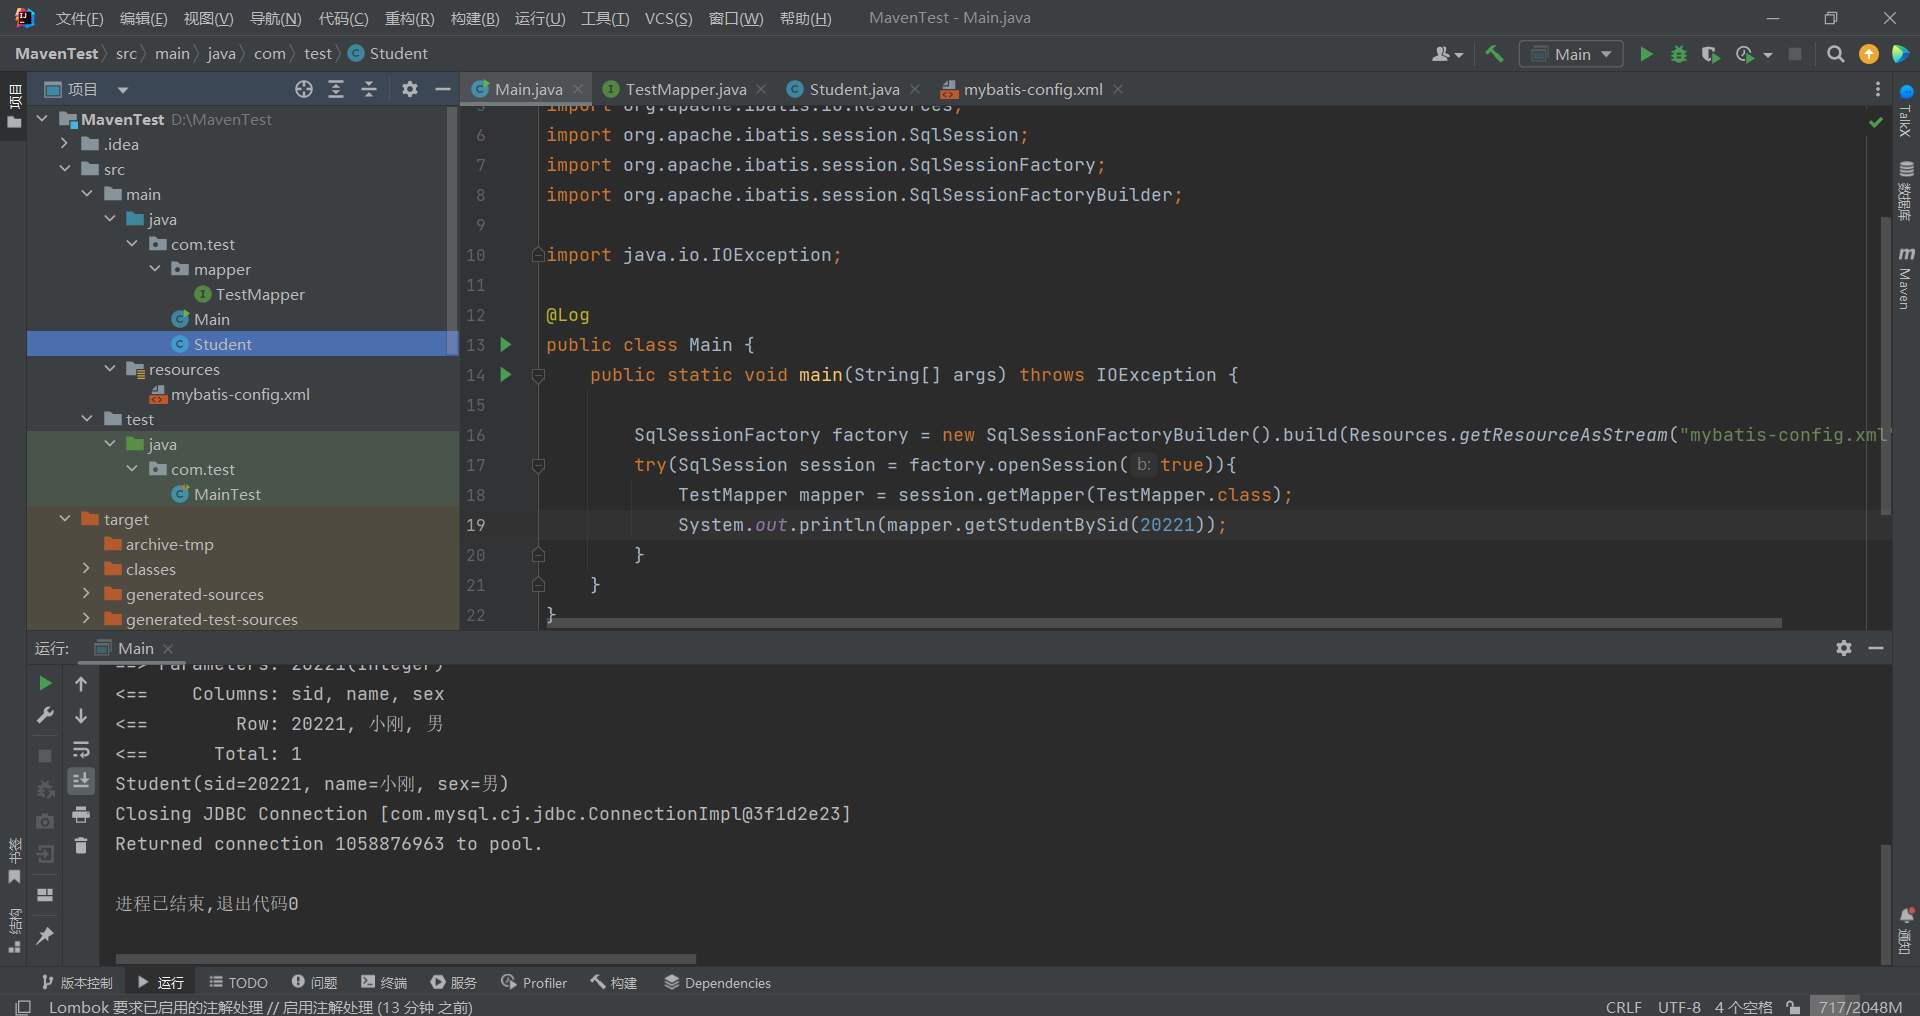 文件(F) 编辑(E) 视图(V) 导航(N) 代码(C) 重构(R) 构建(B) 运行(U) 工具(T) VCS(S) 窗口(W) 帮助(H) MavenTest - Main.java
MavenTest src main java com test Student
Main
项目
Main.java TestMapper.java Student.java mybatis-config.xml
MavenTest D:\MavenTest
.idea
src
main
java
com.test
mapper
TestMapper
Main
Student
resources
mybatis-config.xml
test
java
com.test
MainTest
target
archive-tmp
classes
generated-sources
generated-test-sources
5 import org.apache.ibatis.io.Resources;
6 import org.apache.ibatis.session.SqlSession;
7 import org.apache.ibatis.session.SqlSessionFactory;
8 import org.apache.ibatis.session.SqlSessionFactoryBuilder;
9
10 import java.io.IOException;
11
12 @Log
13 public class Main {
14 public static void main(String[] args) throws IOException {
15
16 SqlSessionFactory factory = new SqlSessionFactoryBuilder().build(Resources.getResourceAsStream("mybatis-config.xml"
17 try(SqlSession session = factory.openSession( b: true)){
18 TestMapper mapper = session.getMapper(TestMapper.class);
19 System.out.println(mapper.getStudentBySid(20221));
20 }
21 }
22 }
项目
书签
结构
TalkX
数据库
Maven
通知
运行: Main
==> Parameters: 20221(Integer)
<== Columns: sid, name, sex
<== Row: 20221, 小刚, 男
<== Total: 1
Student(sid=20221, name=小刚, sex=男)
Closing JDBC Connection [com.mysql.cj.jdbc.ConnectionImpl@3f1d2e23]
Returned connection 1058876963 to pool.
进程已结束,退出代码0
版本控制 运行 TODO 问题 终端 服务 Profiler 构建 Dependencies
Lombok 要求已启用的注解处理 // 启用注解处理 (13 分钟 之前) CRLF UTF-8 4 个空格 717/2048M